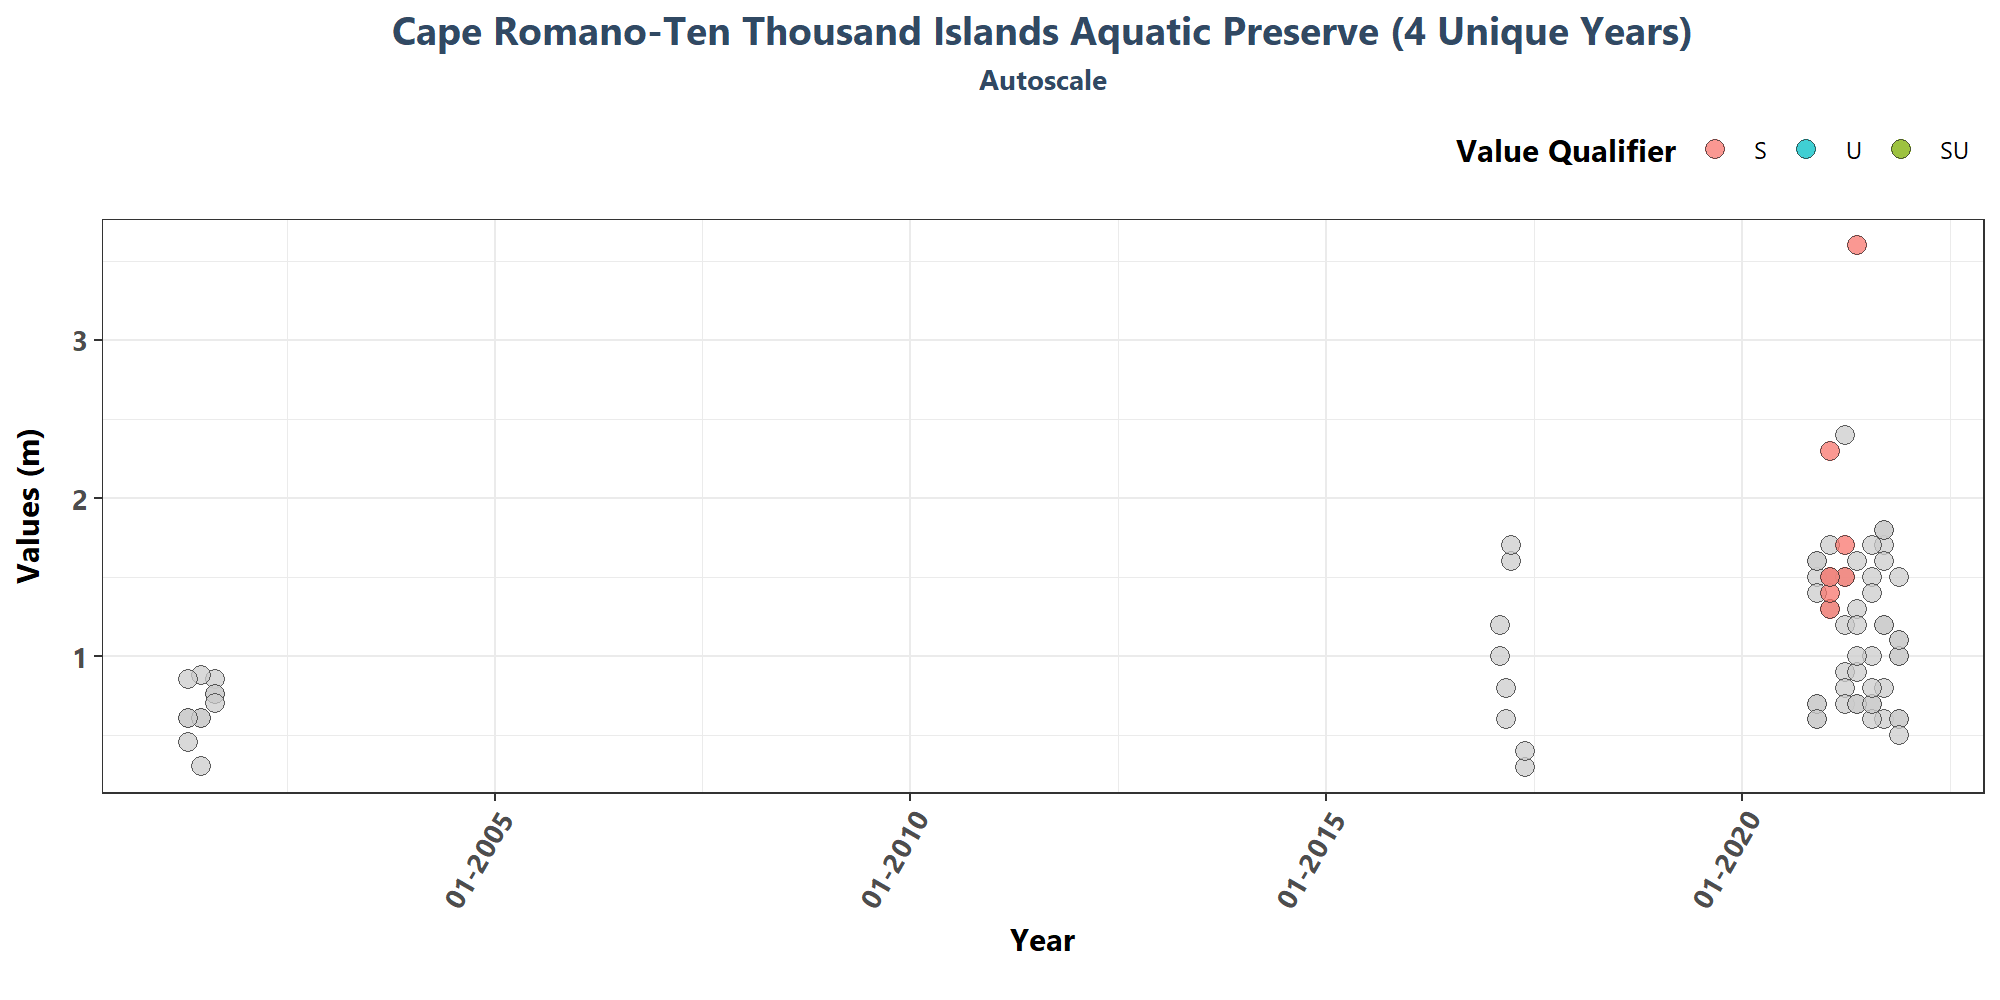 Cape Romano-Ten Thousand Islands Aquatic Preserve (4 Unique Years)
Autoscale
Value Qualifier S U SU
Values (m)
3
2
1
01-2005 01-2010 01-2015 01-2020
Year